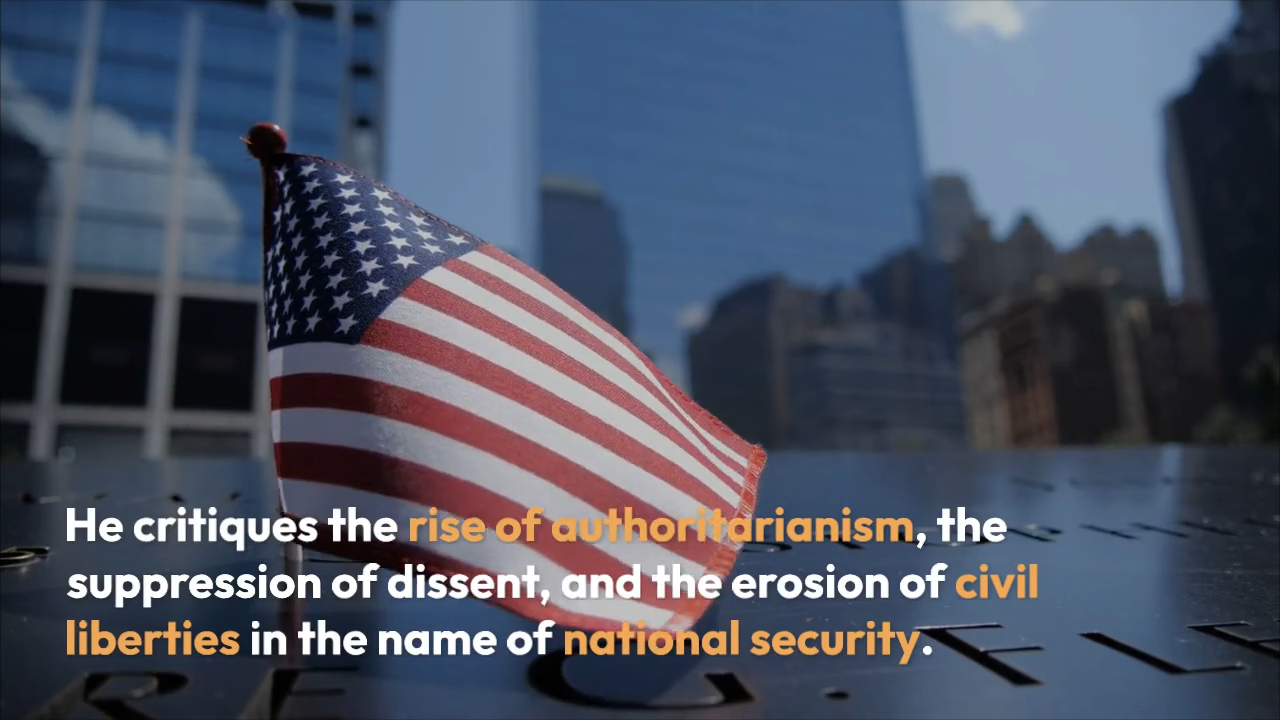 He critiques the rise of authoritarianism, the
suppression of dissent, and the erosion of civil
liberties in the name of national security.